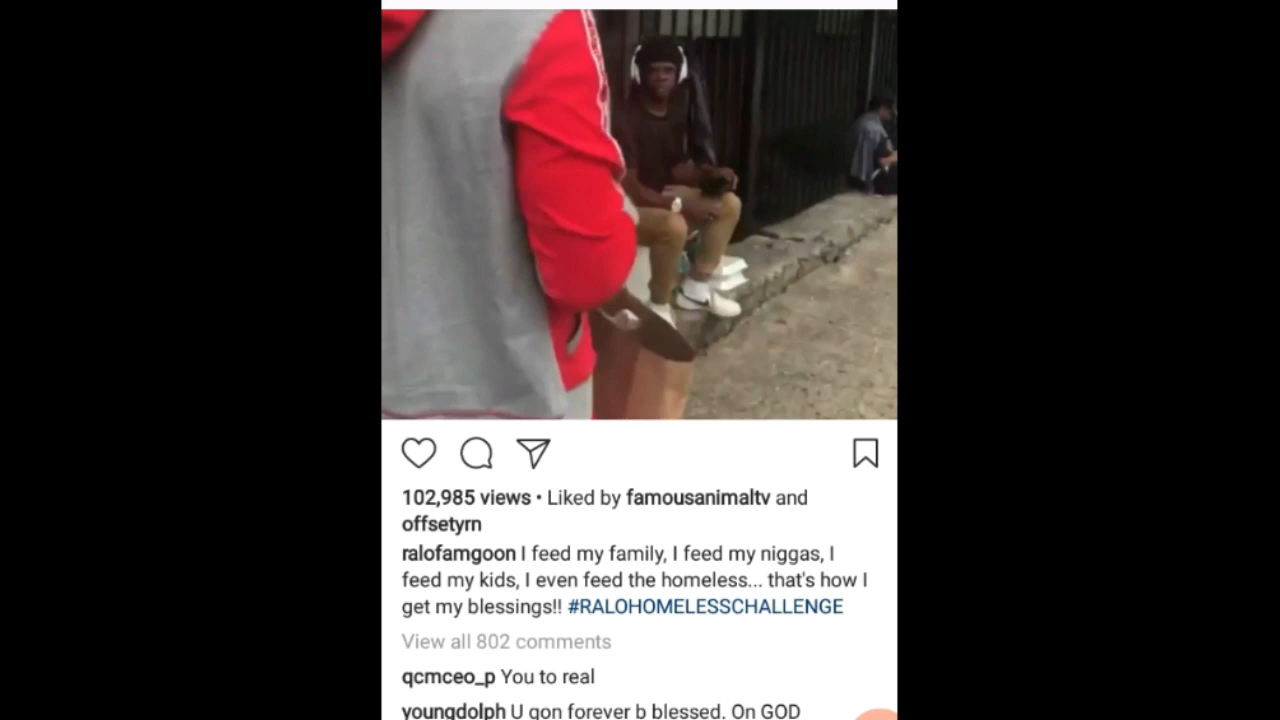 102,985 views • Liked by famousanimaltv and
offsetyrn
ralofamgoon I feed my family, I feed my niggas, I
feed my kids, I even feed the homeless... that's how I
get my blessings!! #RALOHOMELESSCHALLENGE
View all 802 comments
qcmceo_p You to real
youngdolph U gon forever b blessed. On GOD